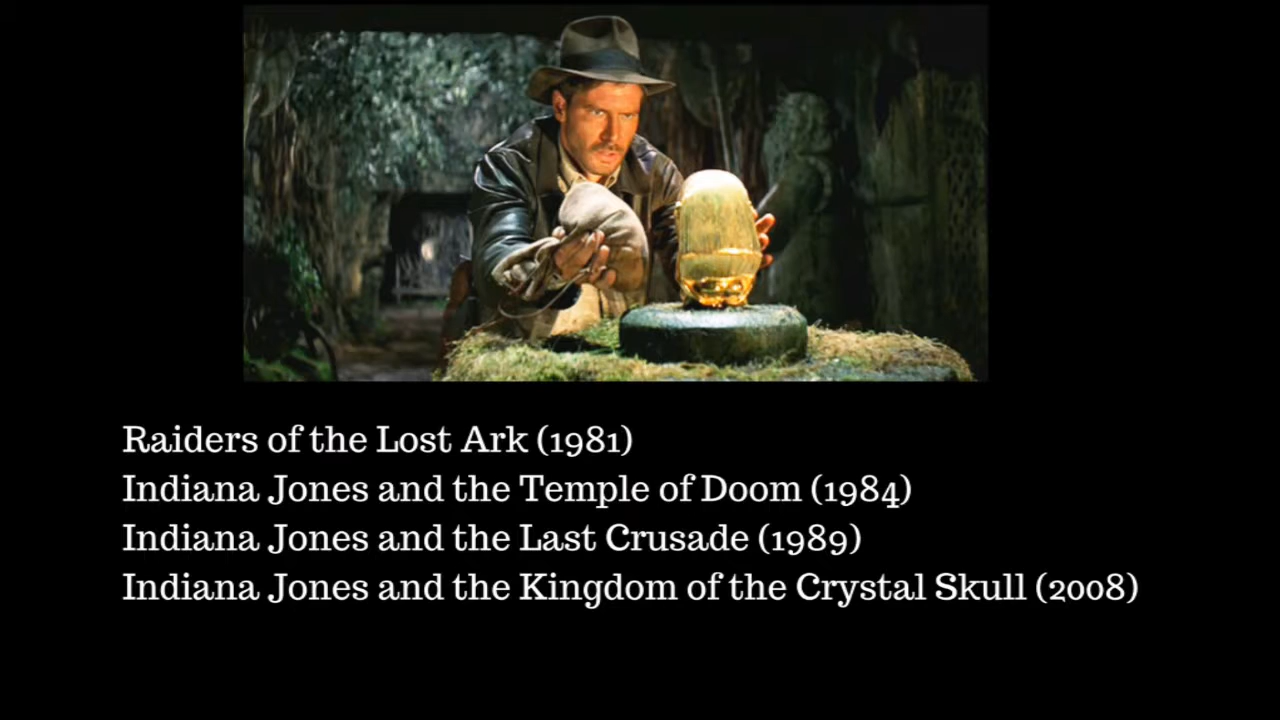 Raiders of the Lost Ark (1981)
Indiana Jones and the Temple of Doom (1984)
Indiana Jones and the Last Crusade (1989)
Indiana Jones and the Kingdom of the Crystal Skull (2008)